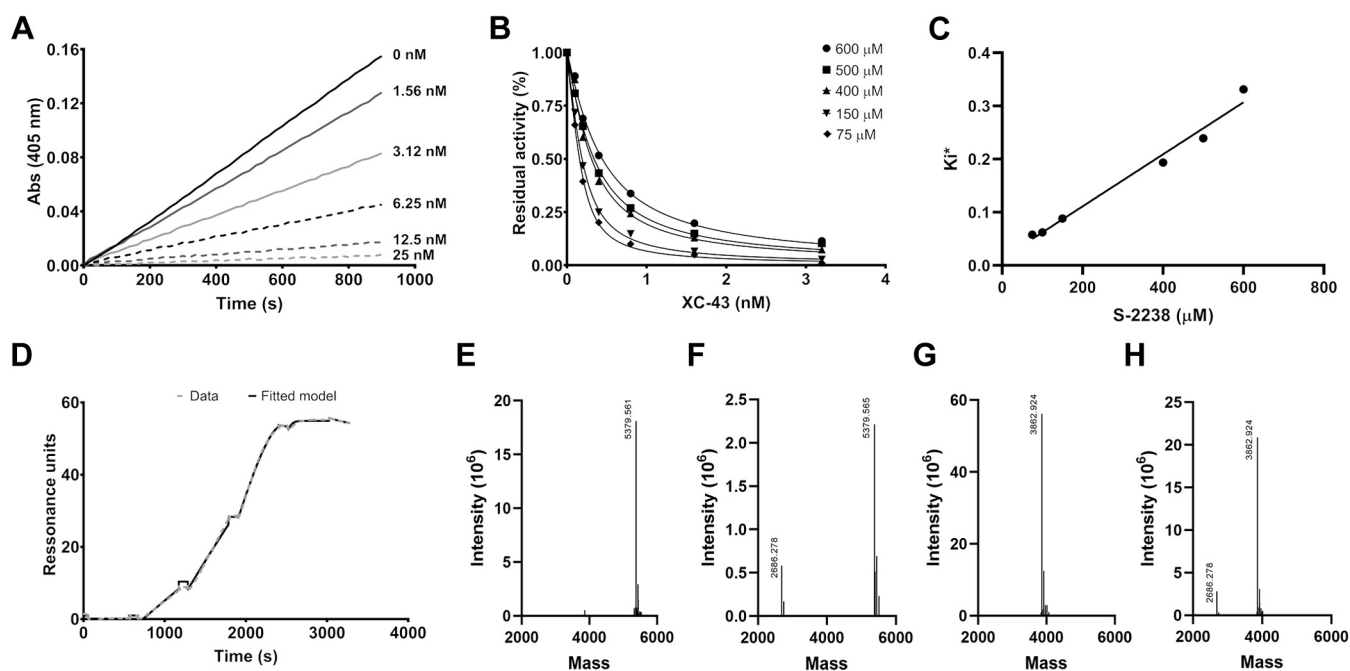 A
0.16
0.12
0.08
0.04
0.00
Abs (405 nm)
0 nM
1.56 nM
3.12 nM
6.25 nM
12.5 nM
25 nM
0 200 400 600 800 1000
Time (s)
B
1.00
0.75
0.50
0.25
0.00
Residual activity (%)
600 μM
500 μM
400 μM
150 μM
75 μM
0 1 2 3 4
XC-43 (nM)
C
0.4
0.3
0.2
0.1
0.0
Ki*
200 400 600 800
S-2238 (μM)
D
Data Fitted model
60
40
20
0
Ressonance units
0 1000 2000 3000 4000
Time (s)
E
20
15
10
5
0
Intensity (10⁶)
5379.561
2000 4000 6000
Mass
F
2.5
2.0
1.5
1.0
0.5
0.0
Intensity (10⁶)
2686.278
5379.565
2000 4000 6000
Mass
G
60
40
20
0
Intensity (10⁶)
3862.924
2000 4000 6000
Mass
H
30
25
20
15
10
5
0
Intensity (10⁶)
2686.278
3862.924
2000 4000 6000
Mass